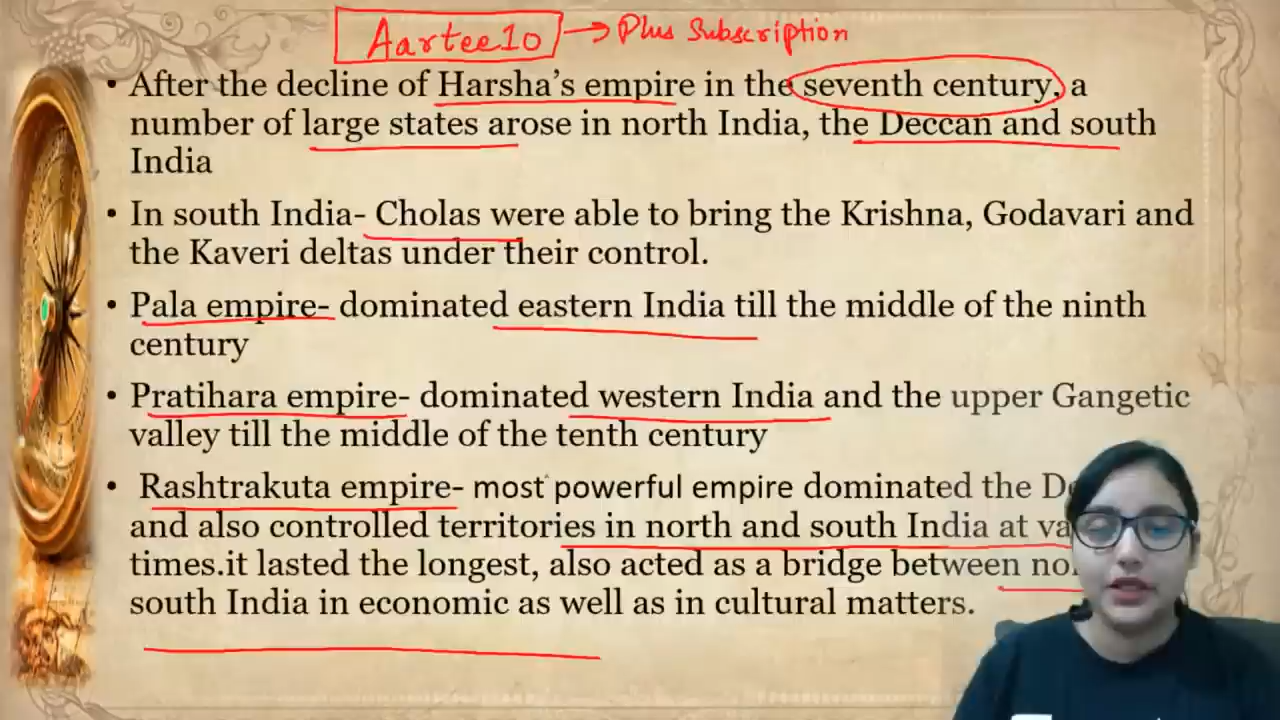 Aartee10 → Plus Subscription
• After the decline of Harsha's empire in the seventh century, a
number of large states arose in north India, the Deccan and south
India
• In south India- Cholas were able to bring the Krishna, Godavari and
the Kaveri deltas under their control.
• Pala empire- dominated eastern India till the middle of the ninth
century
• Pratihara empire- dominated western India and the upper Gangetic
valley till the middle of the tenth century
• Rashtrakuta empire- most powerful empire dominated the
and also controlled territories in north and south India at
times.it lasted the longest, also acted as a bridge between
south India in economic as well as in cultural matters.